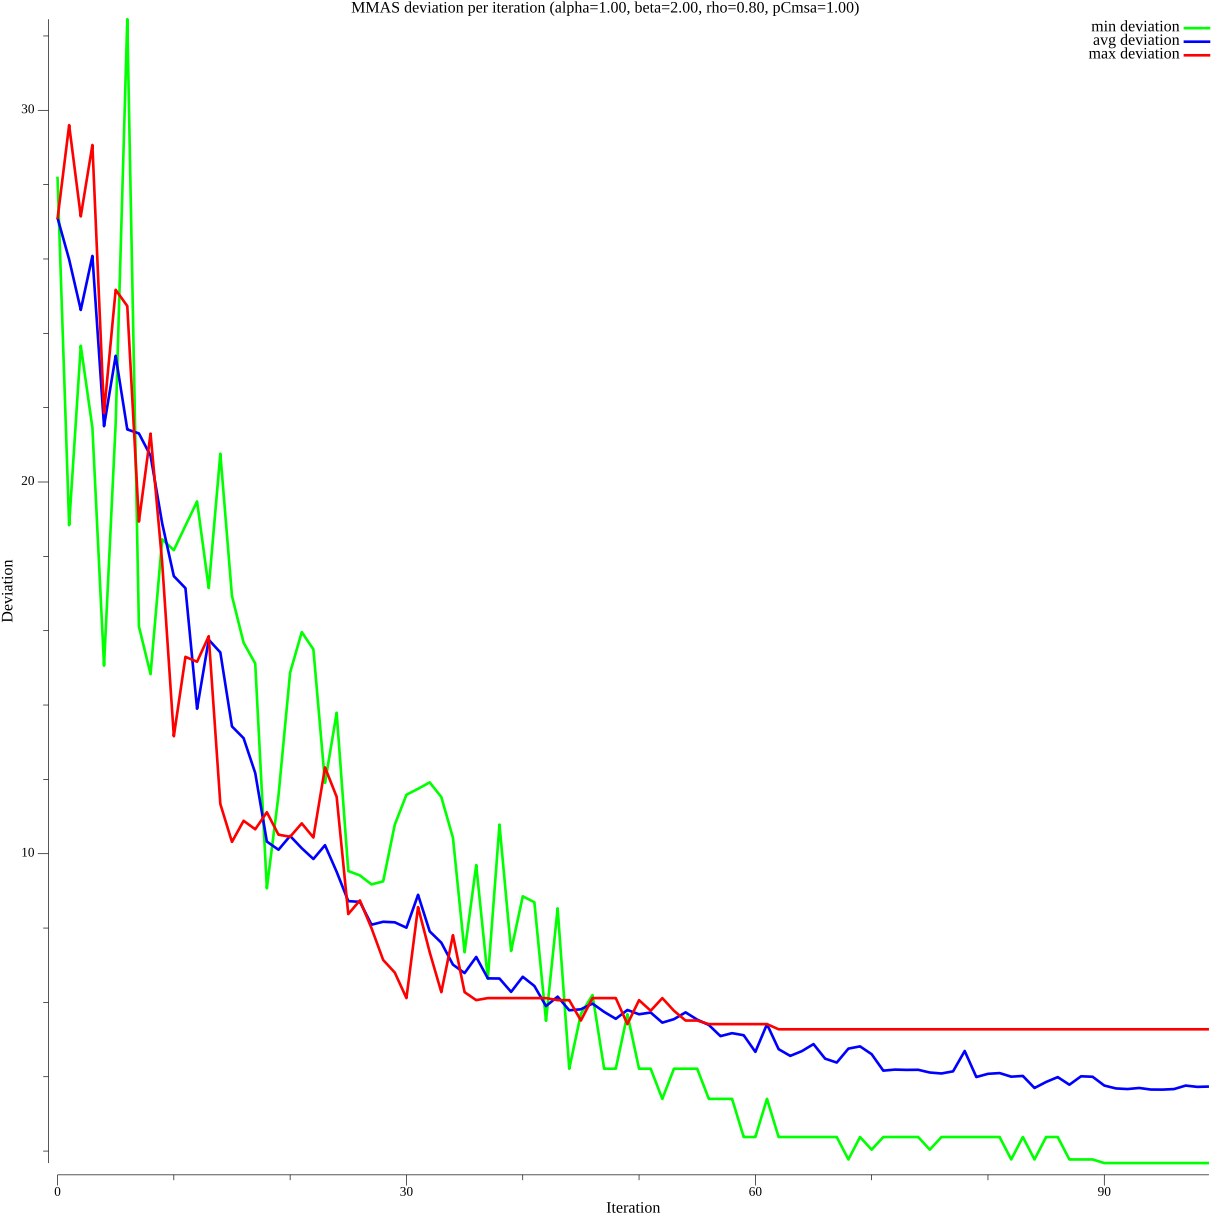 MMAS deviation per iteration (alpha=1.00, beta=2.00, rho=0.80, pCmsa=1.00)
min deviation
avg deviation
max deviation
30
20
10
Deviation
0 30 60 90
Iteration